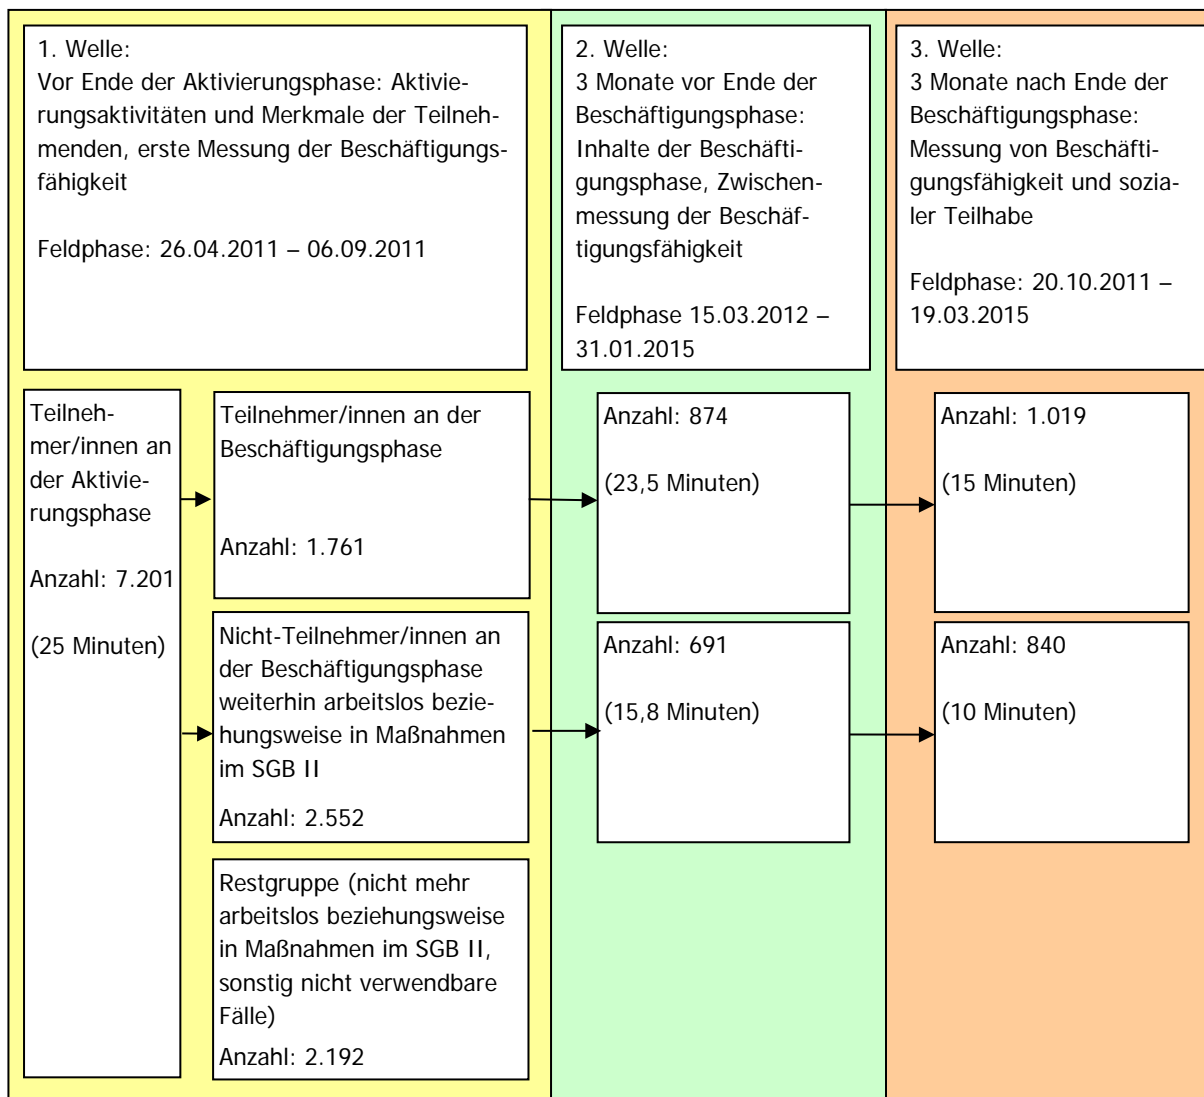 1. Welle:
Vor Ende der Aktivierungsphase: Aktivie-
rungsaktivitäten und Merkmale der Teilneh-
menden, erste Messung der Beschäftigungs-
fähigkeit
Feldphase: 26.04.2011 – 06.09.2011
2. Welle:
3 Monate vor Ende der
Beschäftigungsphase:
Inhalte der Beschäfti-
gungsphase, Zwischen-
messung der Beschäf-
tigungsfähigkeit
Feldphase 15.03.2012 –
31.01.2015
3. Welle:
3 Monate nach Ende der
Beschäftigungsphase:
Messung von Beschäfti-
gungsfähigkeit und sozia-
ler Teilhabe
Feldphase: 20.10.2011 –
19.03.2015
Teilneh-
mer/innen an
der Aktivie-
rungsphase
Anzahl: 7.201
(25 Minuten)
Teilnehmer/innen an der
Beschäftigungsphase
Anzahl: 1.761
Anzahl: 874
(23,5 Minuten)
Anzahl: 1.019
(15 Minuten)
Nicht-Teilnehmer/innen an
der Beschäftigungsphase
weiterhin arbeitslos bezie-
hungsweise in Maßnahmen
im SGB II
Anzahl: 2.552
Anzahl: 691
(15,8 Minuten)
Anzahl: 840
(10 Minuten)
Restgruppe (nicht mehr
arbeitslos beziehungsweise
in Maßnahmen im SGB II,
sonstig nicht verwendbare
Fälle)
Anzahl: 2.192